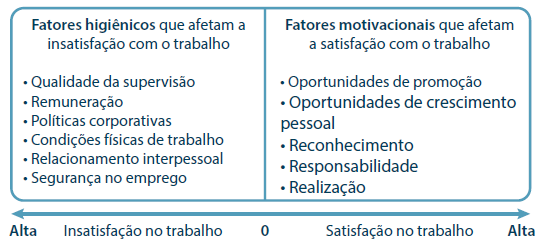 Fatores higiênicos que afetam a
insatisfação com o trabalho
• Qualidade da supervisão
• Remuneração
• Políticas corporativas
• Condições físicas de trabalho
• Relacionamento interpessoal
• Segurança no emprego
Fatores motivacionais que afetam
a satisfação com o trabalho
• Oportunidades de promoção
• Oportunidades de crescimento
pessoal
• Reconhecimento
• Responsabilidade
• Realização
Alta Insatisfação no trabalho 0 Satisfação no trabalho Alta